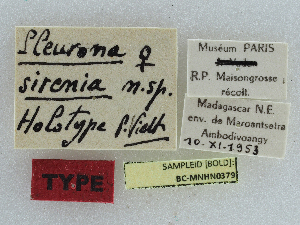 Pleurona ♀
sirenia n.sp.
Holotype P. Viette
Muséum PARIS
R.P. Maisongrosse
récolt.
Madagascar N.E.
env. de Maroantsetra
Ambodivoangy
10-XI-1953
TYPE
SAMPLEID [BOLD]:
BC-MNHN0379